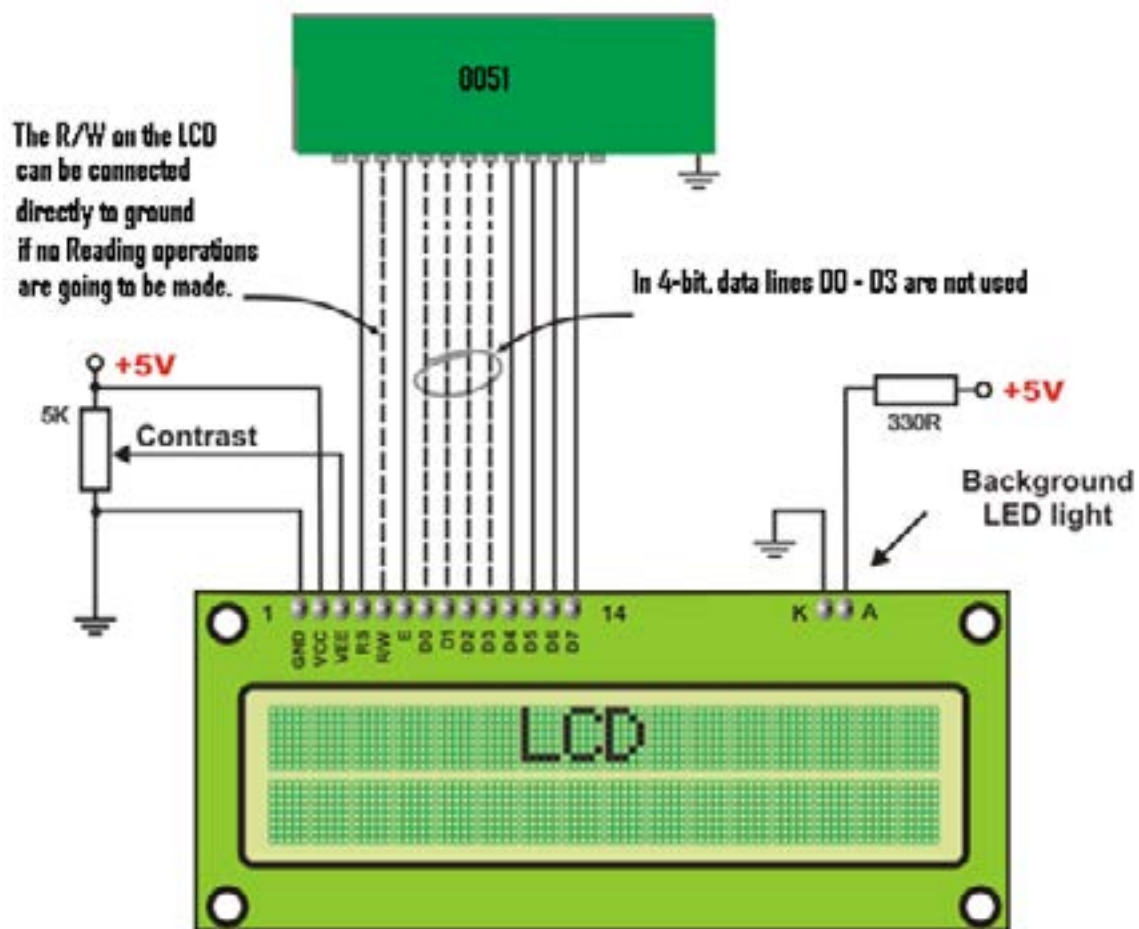 8051
The R/W on the LCD
can be connected
directly to ground
if no Reading operations
are going to be made.
In 4-bit, data lines D0 - D3 are not used
+5V
5K
Contrast
+5V
330R
Background
LED light
1
14
K
A
GND
VCC
VEE
RS
R/W
E
D0
D1
D2
D3
D4
D5
D6
D7
LCD